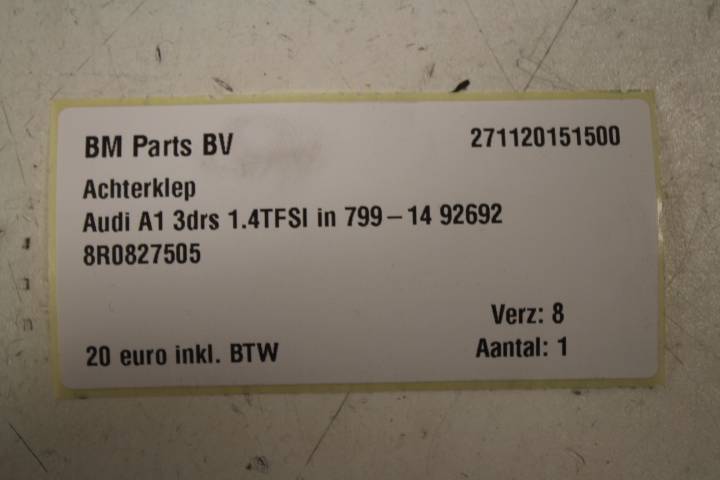 BM Parts BV 271120151500
Achterklep
Audi A1 3drs 1.4TFSI in 799-14 92692
8R0827505
Verz: 8
20 euro inkl. BTW Aantal: 1